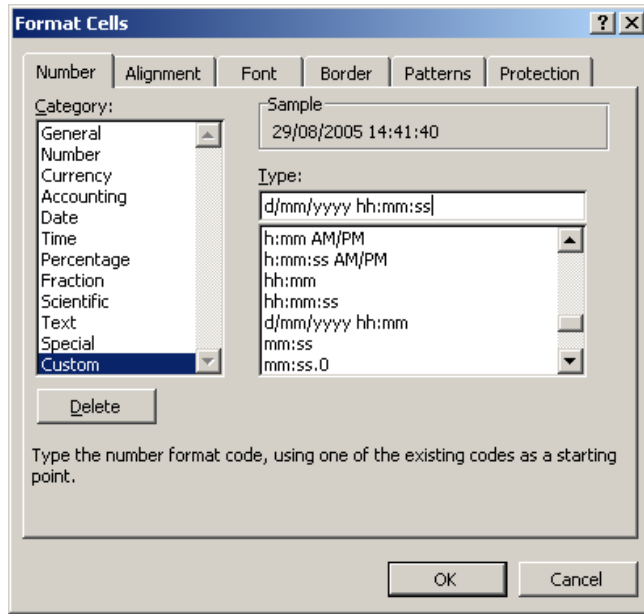 Format Cells
Number Alignment Font Border Patterns Protection
Category:
General
Number
Currency
Accounting
Date
Time
Percentage
Fraction
Scientific
Text
Special
Custom
Sample
29/08/2005 14:41:40
Type:
d/mm/yyyy hh:mm:ss
h:mm AM/PM
h:mm:ss AM/PM
hh:mm
hh:mm:ss
d/mm/yyyy hh:mm
mm:ss
mm:ss.0
Delete
Type the number format code, using one of the existing codes as a starting
point.
OK Cancel